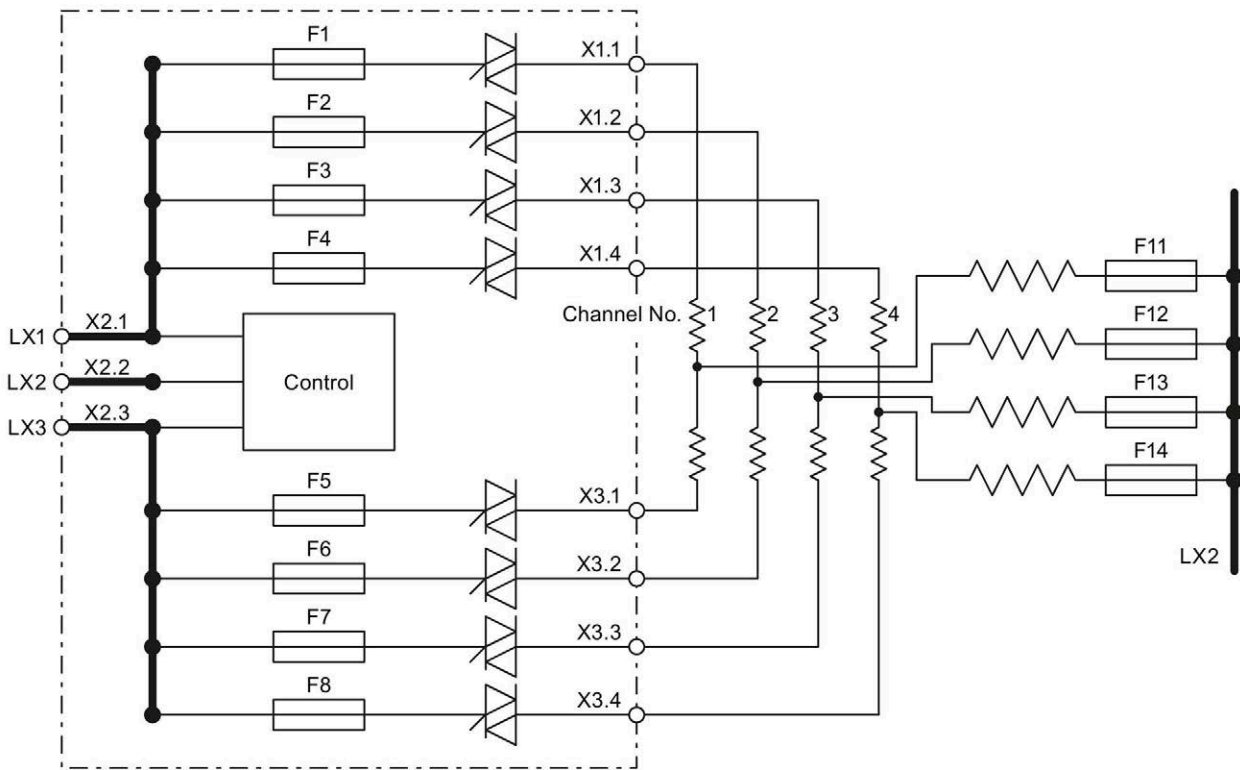 F1
X1.1
F2
X1.2
F3
X1.3
F4
X1.4
F11
Channel No. 1 2 3 4
F12
LX1 X2.1
LX2 X2.2
Control
F13
LX3 X2.3
F14
F5
X3.1
F6
X3.2
LX2
F7
X3.3
F8
X3.4